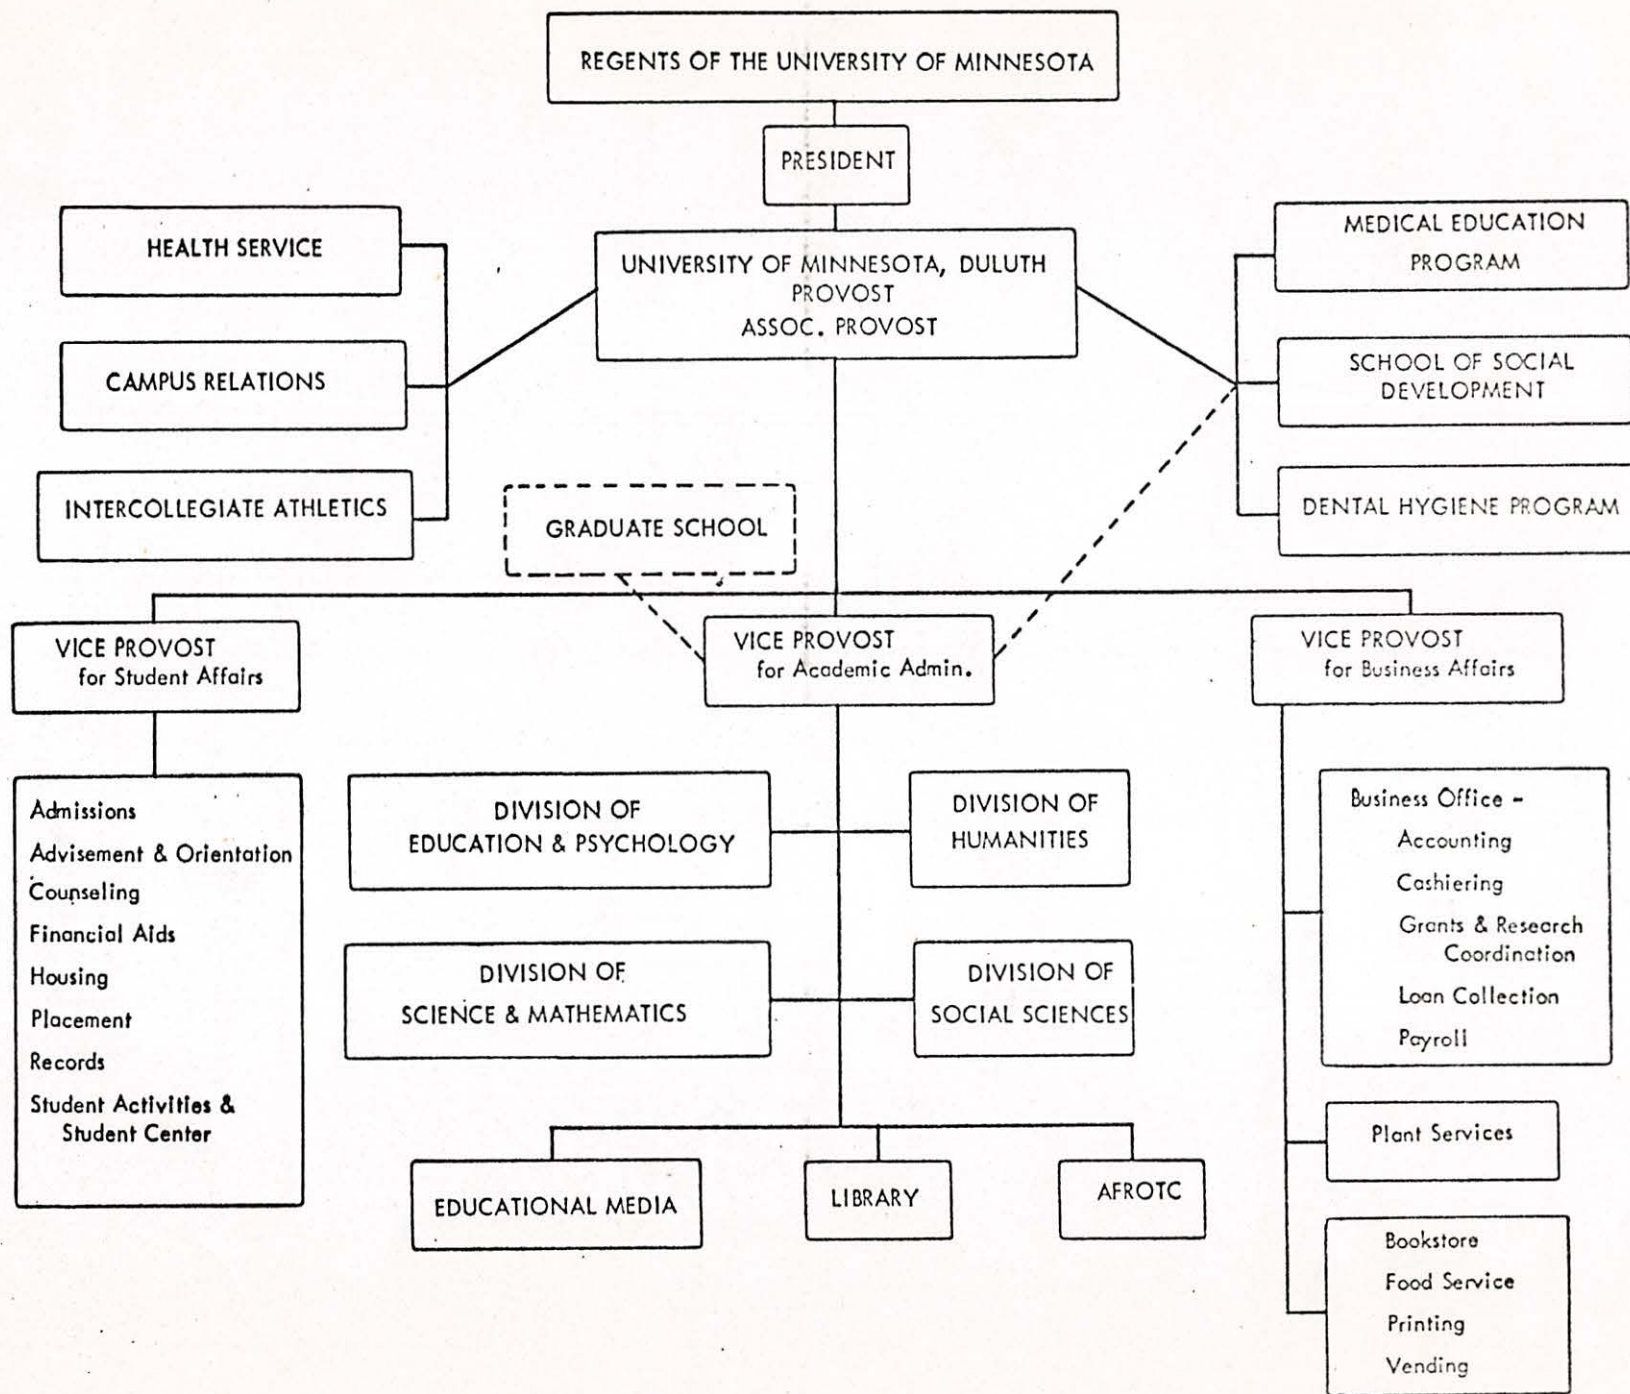 REGENTS OF THE UNIVERSITY OF MINNESOTA
PRESIDENT
UNIVERSITY OF MINNESOTA, DULUTH
PROVOST
ASSOC. PROVOST
HEALTH SERVICE
CAMPUS RELATIONS
INTERCOLLEGIATE ATHLETICS
MEDICAL EDUCATION
PROGRAM
SCHOOL OF SOCIAL
DEVELOPMENT
DENTAL HYGIENE PROGRAM
GRADUATE SCHOOL
VICE PROVOST
for Student Affairs
VICE PROVOST
for Academic Admin.
VICE PROVOST
for Business Affairs
Admissions
Advisement & Orientation
Counseling
Financial Aids
Housing
Placement
Records
Student Activities &
Student Center
DIVISION OF
EDUCATION & PSYCHOLOGY
DIVISION OF
HUMANITIES
DIVISION OF
SCIENCE & MATHEMATICS
DIVISION OF
SOCIAL SCIENCES
EDUCATIONAL MEDIA
LIBRARY
AFROTC
Business Office -
Accounting
Cashiering
Grants & Research
Coordination
Loan Collection
Payroll
Plant Services
Bookstore
Food Service
Printing
Vending